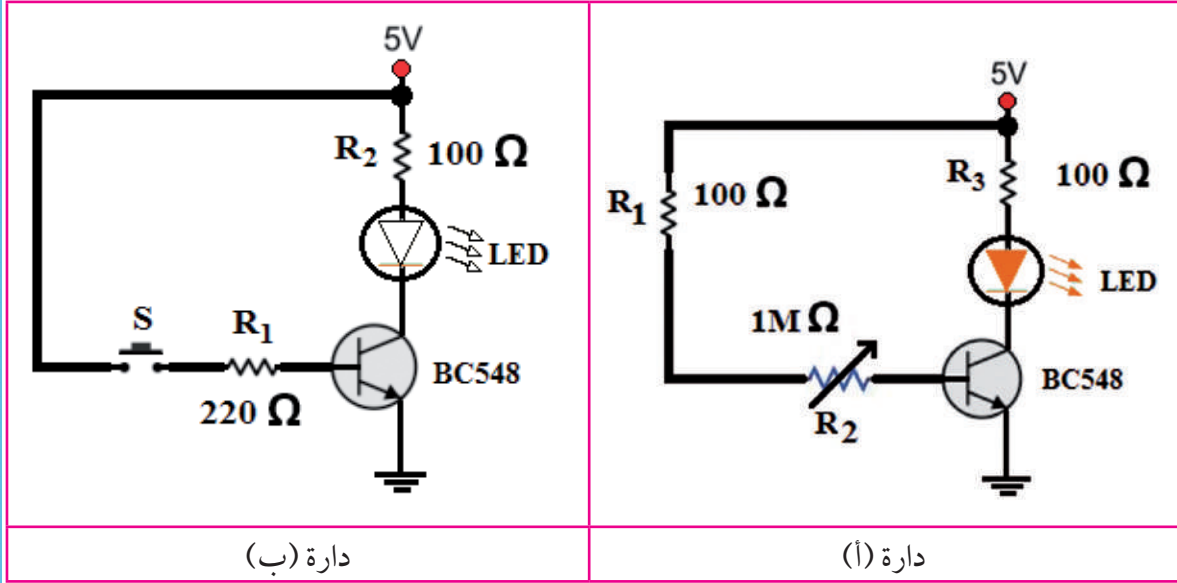 5V
R1
100 Ω
R3
100 Ω
LED
1M Ω
R2
BC548
دارة (أ)
5V
R2
100 Ω
LED
S
R1
220 Ω
BC548
دارة (ب)